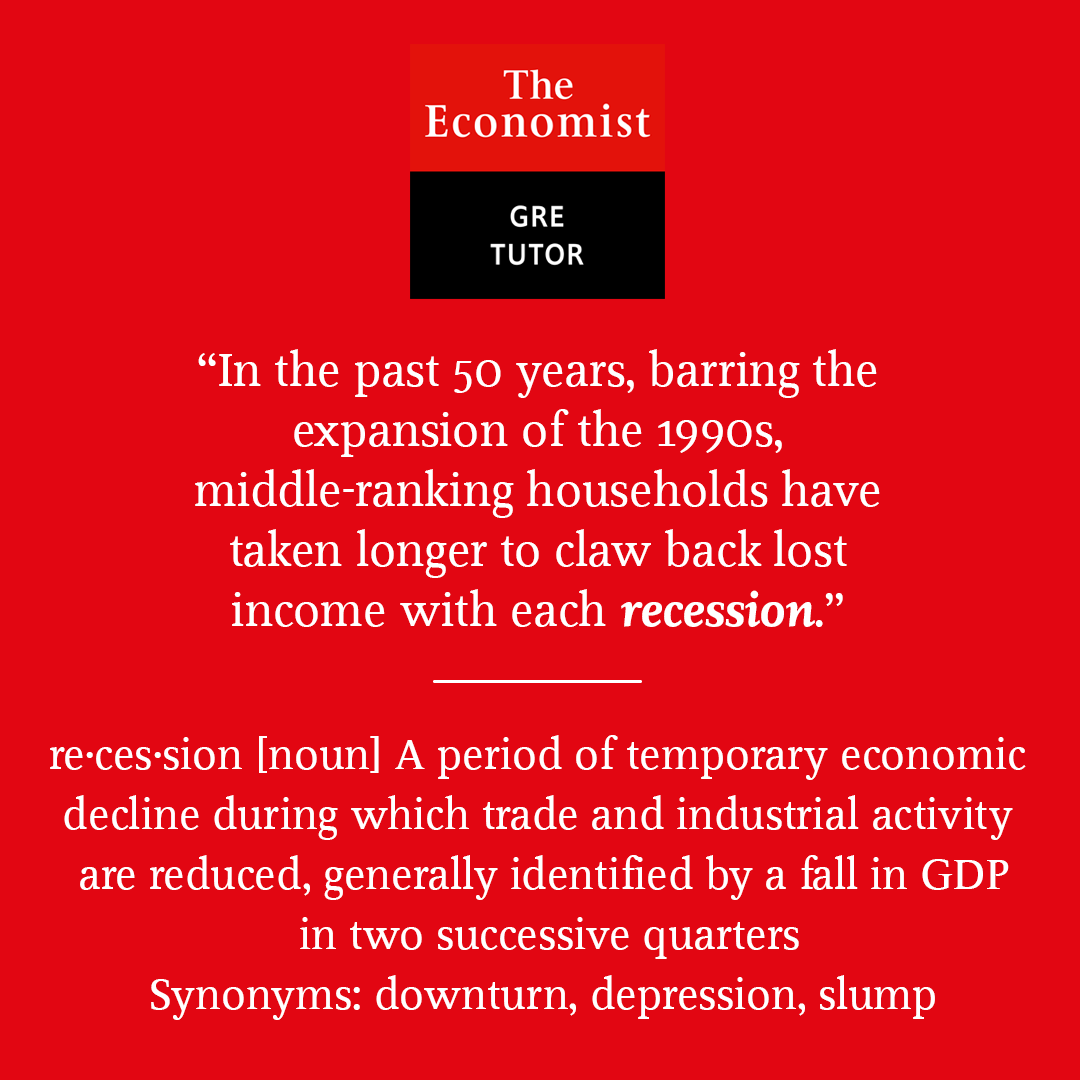 The
Economist
GRE
TUTOR
“In the past 50 years, barring the
expansion of the 1990s,
middle-ranking households have
taken longer to claw back lost
income with each recession.”
re·ces·sion [noun] A period of temporary economic
decline during which trade and industrial activity
are reduced, generally identified by a fall in GDP
in two successive quarters
Synonyms: downturn, depression, slump